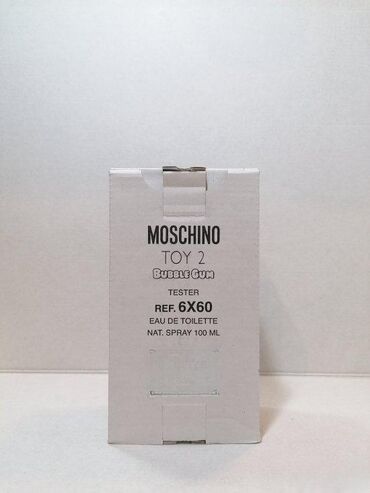 MOSCHINO
TOY 2
BUBBLE GUM
TESTER
REF. 6X60
EAU DE TOILETTE
NAT. SPRAY 100 ML